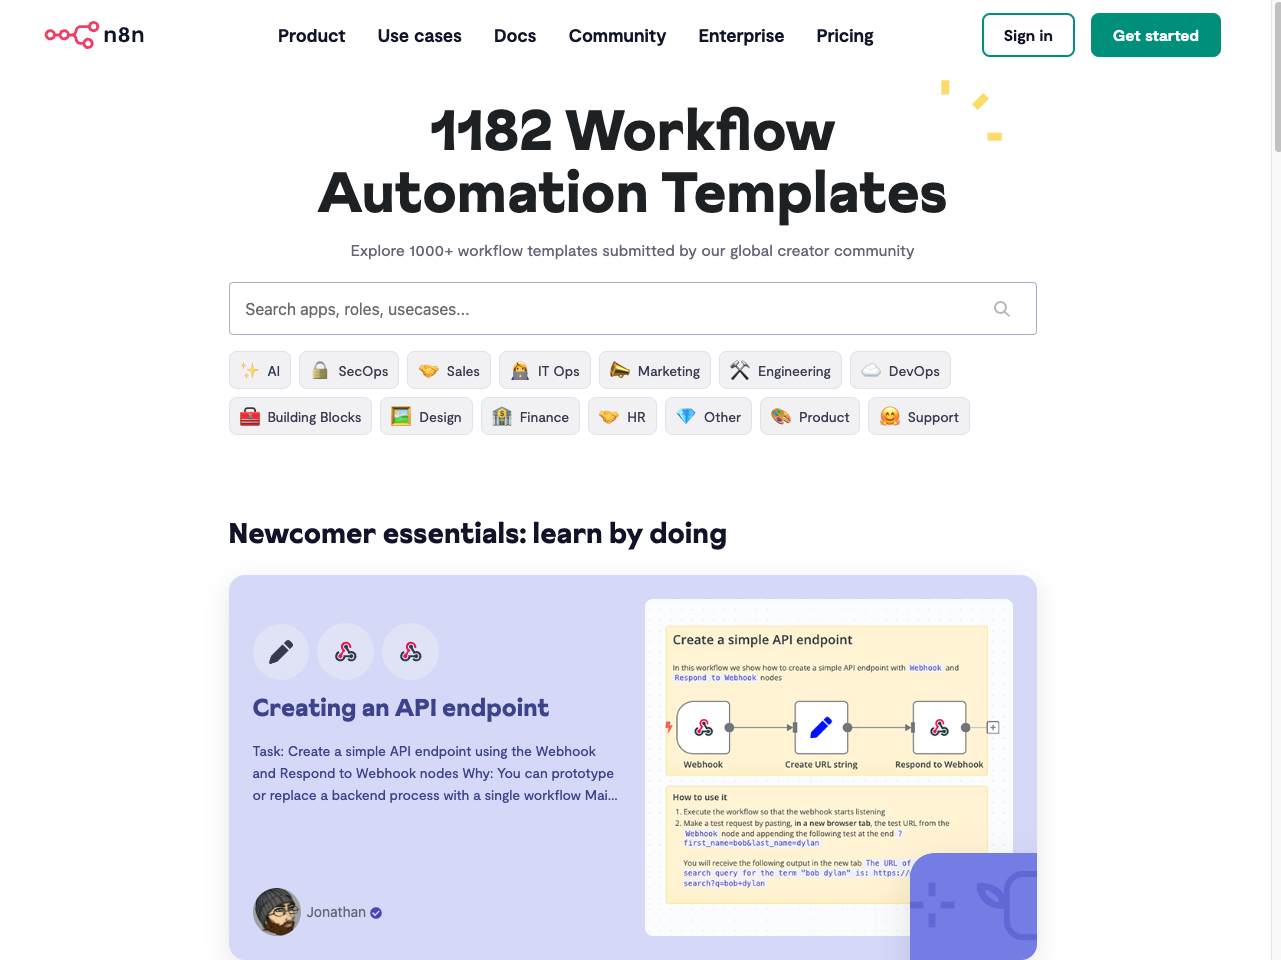 n8n
Product Use cases Docs Community Enterprise Pricing Sign in Get started
1182 Workflow
Automation Templates
Explore 1000+ workflow templates submitted by our global creator community
Search apps, roles, usecases...
AI SecOps Sales IT Ops Marketing Engineering DevOps
Building Blocks Design Finance HR Other Product Support
Newcomer essentials: learn by doing
Creating an API endpoint
Task: Create a simple API endpoint using the Webhook
and Respond to Webhook nodes Why: You can prototype
or replace a backend process with a single workflow Mai...
Jonathan
Create a simple API endpoint
In this workflow we show how to create a simple API endpoint with Webhook and
Respond to Webhook nodes
Webhook Create URL string Respond to Webhook
How to use it
1. Execute the workflow so that the webhook starts listening
2. Make a test request by pasting, in a new browser tab, the test URL from the
Webhook node and appending the following test at the end ?
first_name=bob&last_name=dylan
You will receive the following output in the new tab The URL of
search query for the term "bob dylan" is: https://
search?q=bob+dylan